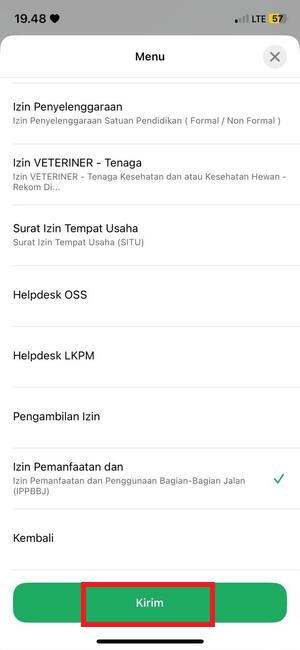 19.48
LTE 57
Menu
Izin Penyelenggaraan
Izin Penyelenggaraan Satuan Pendidikan ( Formal / Non Formal )
Izin VETERINER - Tenaga
Izin VETERINER - Tenaga Kesehatan dan atau Kesehatan Hewan -
Rekom Di...
Surat Izin Tempat Usaha
Surat Izin Tempat Usaha (SITU)
Helpdesk OSS
Helpdesk LKPM
Pengambilan Izin
Izin Pemanfaatan dan
Izin Pemanfaatan dan Penggunaan Bagian-Bagian Jalan
(IPPBBJ)
Kembali
Kirim